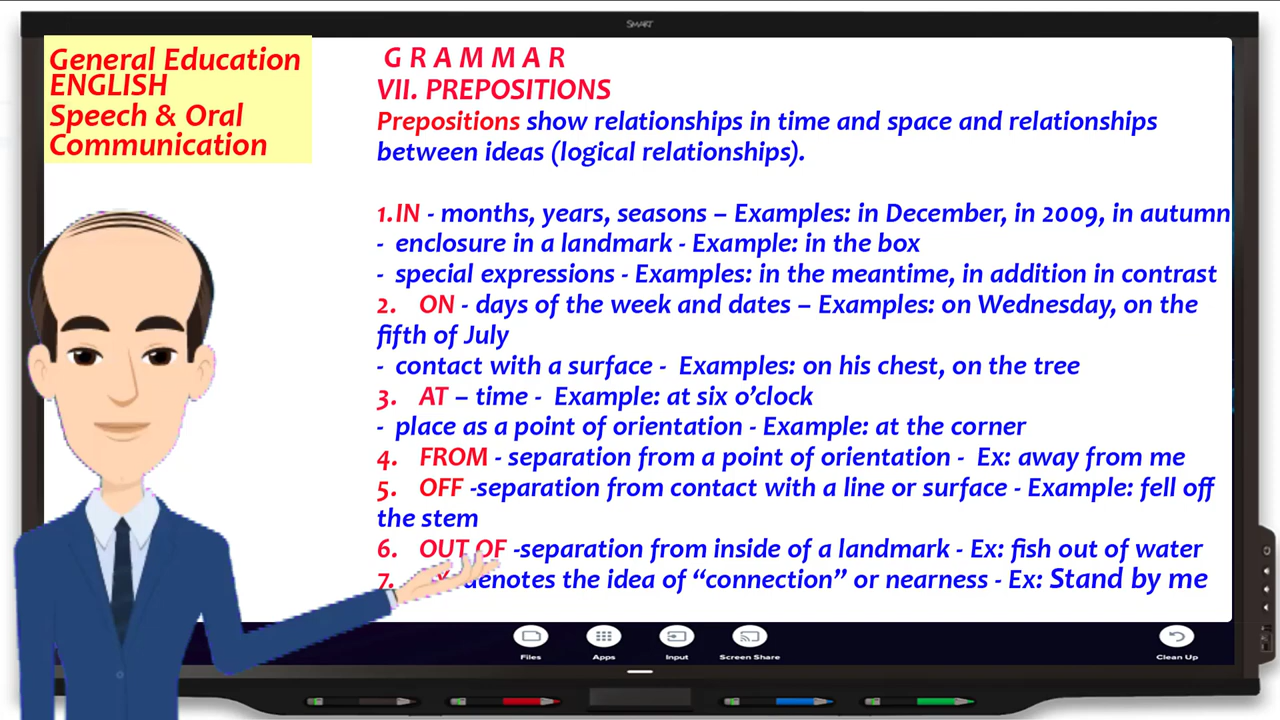 SMART
General Education
ENGLISH
Speech & Oral
Communication
G R A M M A R
VII. PREPOSITIONS
Prepositions show relationships in time and space and relationships
between ideas (logical relationships).
1.IN - months, years, seasons – Examples: in December, in 2009, in autumn
- enclosure in a landmark - Example: in the box
- special expressions - Examples: in the meantime, in addition in contrast
2. ON - days of the week and dates – Examples: on Wednesday, on the
fifth of July
- contact with a surface - Examples: on his chest, on the tree
3. AT – time - Example: at six o’clock
- place as a point of orientation - Example: at the corner
4. FROM - separation from a point of orientation - Ex: away from me
5. OFF -separation from contact with a line or surface - Example: fell off
the stem
6. OUT OF -separation from inside of a landmark - Ex: fish out of water
7. denotes the idea of “connection” or nearness - Ex: Stand by me
Files Apps Input Screen Share Clean Up